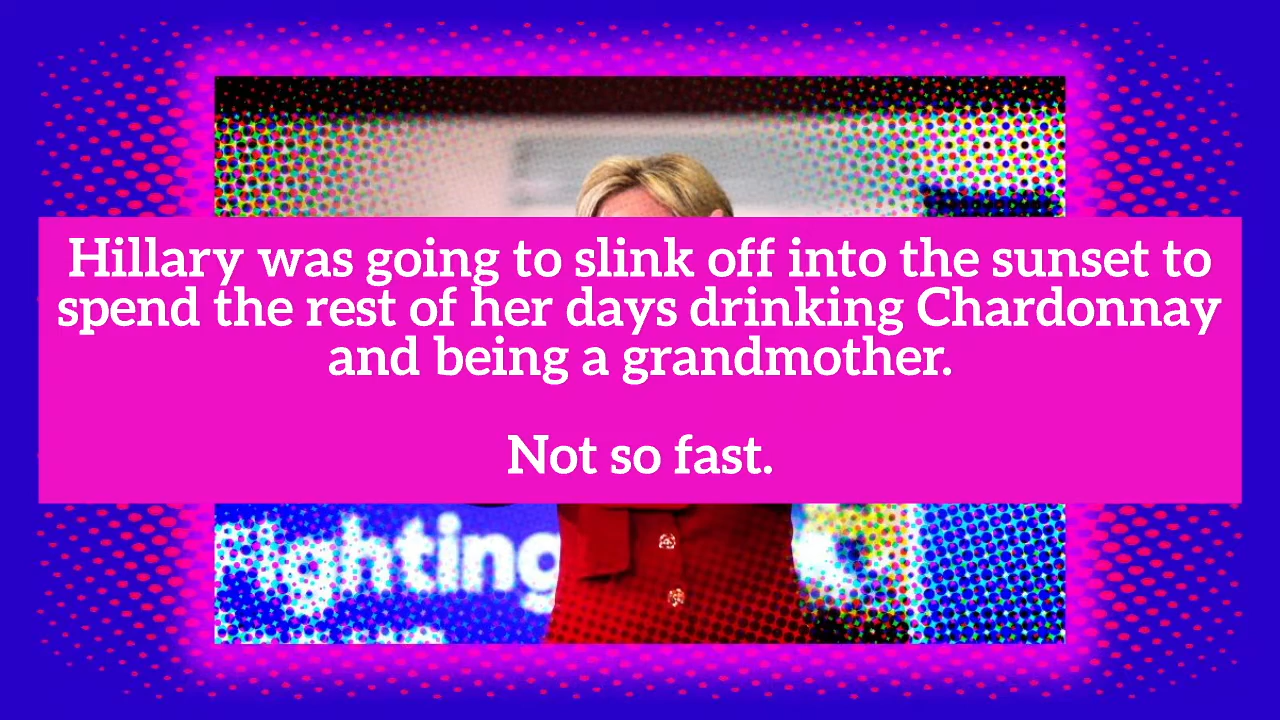 Hillary was going to slink off into the sunset to
spend the rest of her days drinking Chardonnay
and being a grandmother.
Not so fast.